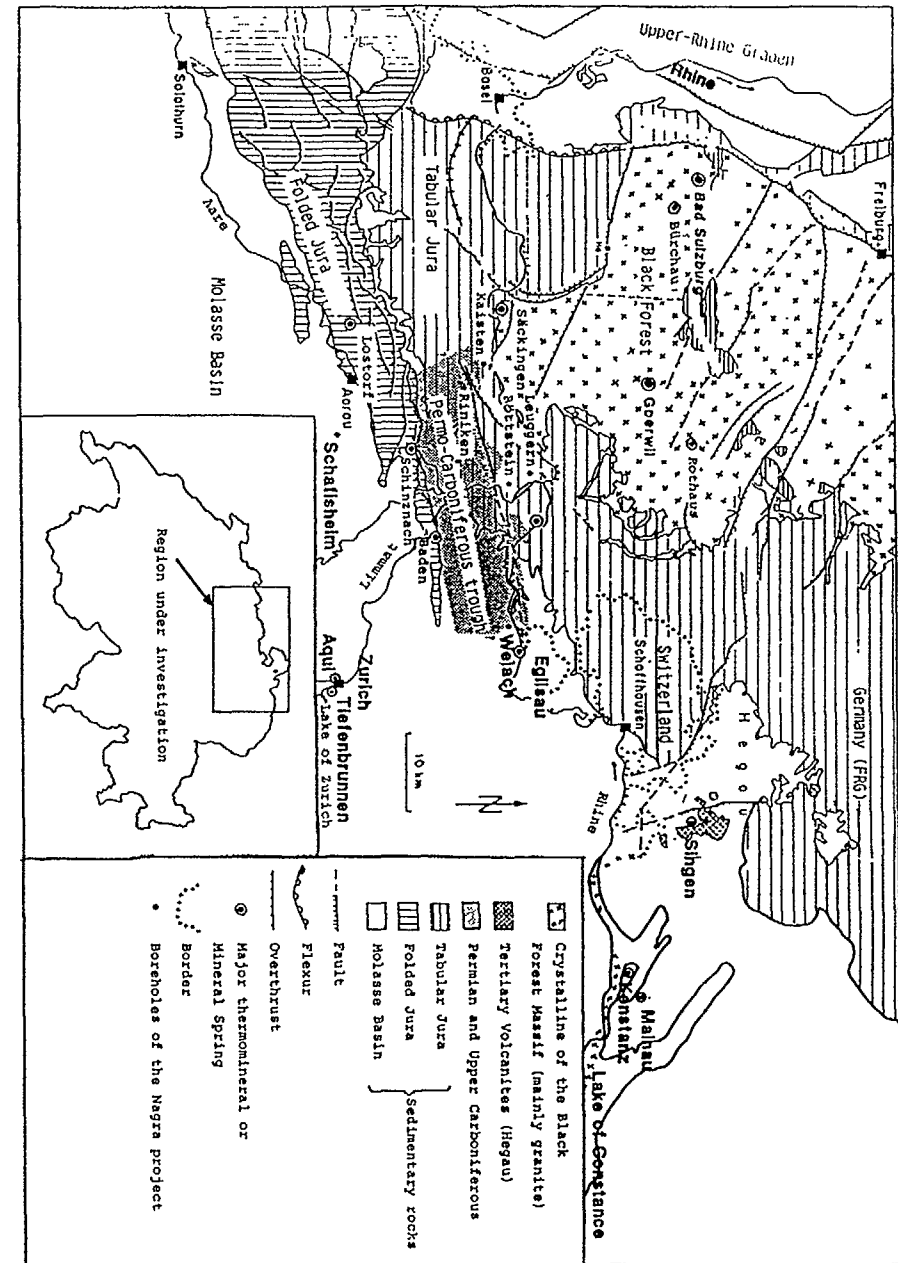 Upper-Rhine Graben
Rhine
Freiburg
Basel
Bad Sulzburg
Bürchau
Black Forest
Goerwil
Rothaus
Germany (FRG)
Solothurn
Aare
Folded Jura
Tabular Jura
Molasse Basin
Kaisten
Säckingen
Leuggern
Böttstein
Riniken
Permo-Carboniferous trough
Lostorf
Aarau
Schinznach
Baden
Schafisheim
Limmat
Weiach
Eglisau
Switzerland
Schaffhausen
Hegau
Singen
Rhine
Zurich
Aqui
Tiefenbrunnen
Lake of Zurich
10 km
N
Mainau
Konstanz
Lake of Constance
Region under investigation
Crystalline of the Black
Forest Massif (mainly granite)
Tertiary Volcanites (Hegau)
Permian and Upper Carboniferous
Tabular Jura
Folded Jura
Molasse Basin
Sedimentary rocks
Fault
Flexur
Overthrust
Major thermomineral or
Mineral Spring
Border
Boreholes of the Nagra project